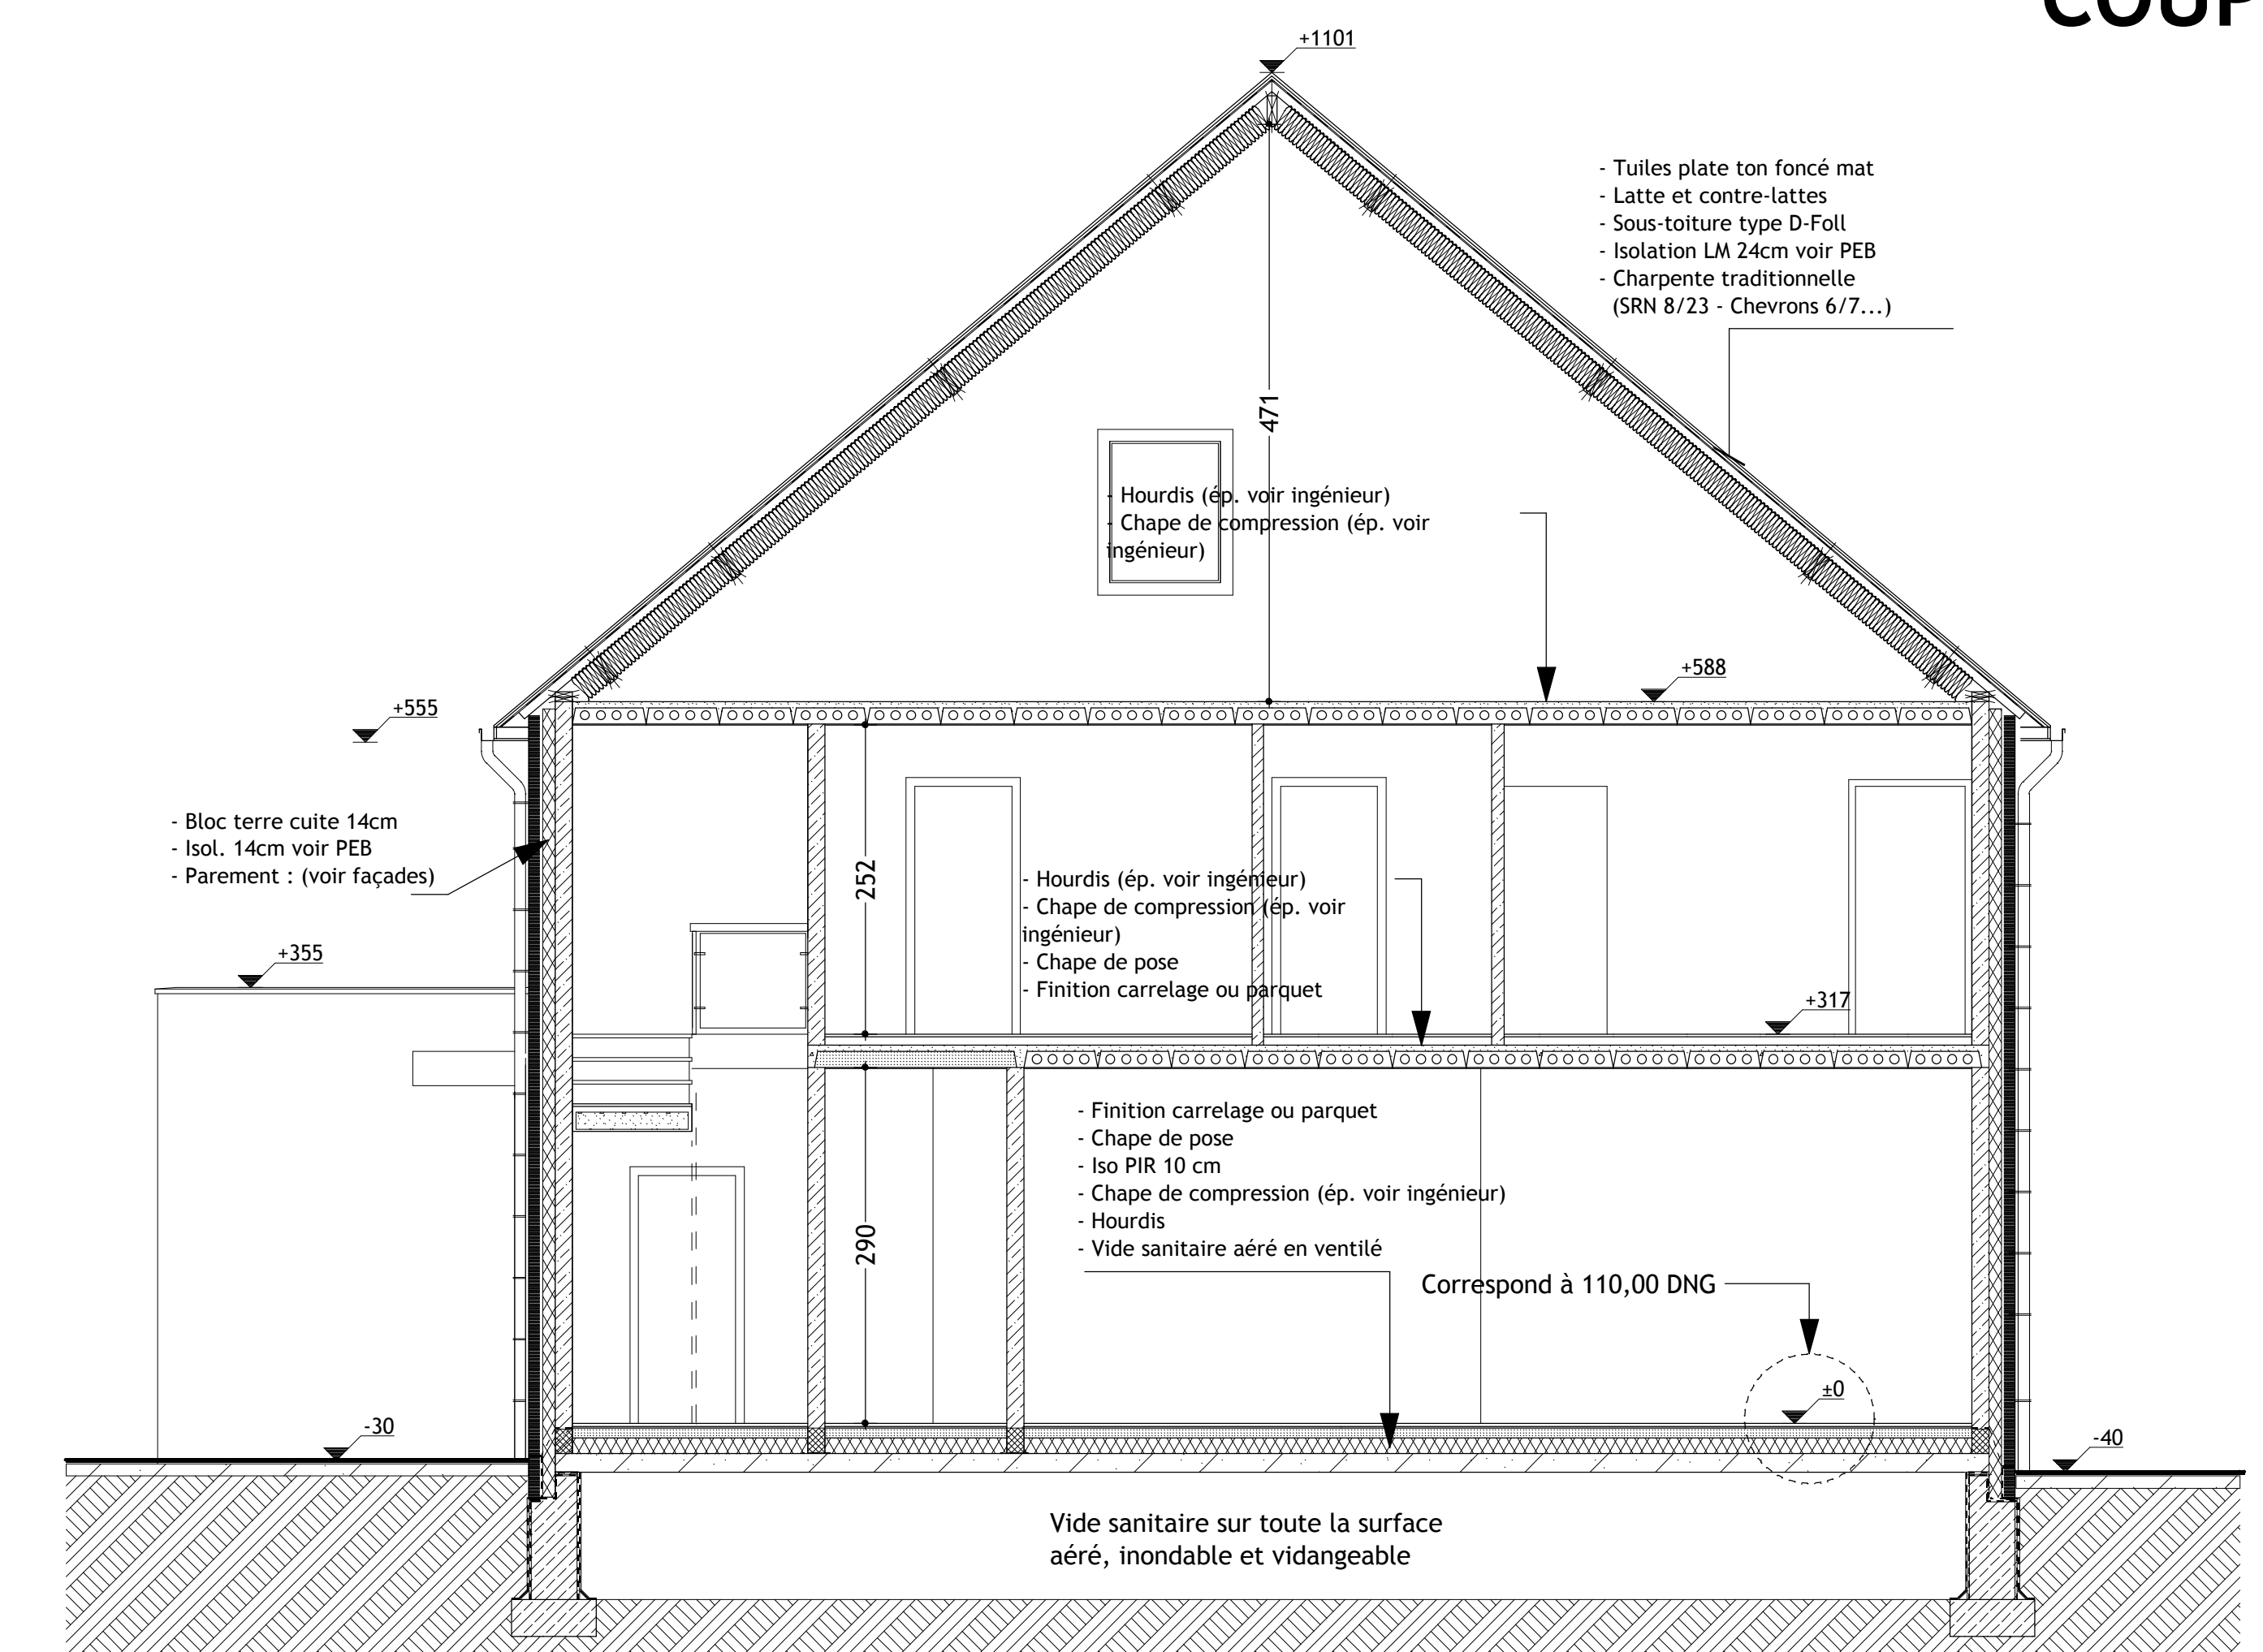 +1101
- Tuiles plate ton foncé mat
- Latte et contre-lattes
- Sous-toiture type D-Foll
- Isolation LM 24cm voir PEB
- Charpente traditionnelle
(SRN 8/23 - Chevrons 6/7...)
471
- Hourdis (ép. voir ingénieur)
- Chape de compression (ép. voir
ingénieur)
+588
+555
- Bloc terre cuite 14cm
- Isol. 14cm voir PEB
- Parement : (voir façades)
252
- Hourdis (ép. voir ingénieur)
- Chape de compression (ép. voir
ingénieur)
- Chape de pose
- Finition carrelage ou parquet
+355
+317
- Finition carrelage ou parquet
- Chape de pose
- Iso PIR 10 cm
- Chape de compression (ép. voir ingénieur)
- Hourdis
- Vide sanitaire aéré en ventilé
290
Correspond à 110,00 DNG
±0
-30
-40
Vide sanitaire sur toute la surface
aéré, inondable et vidangeable